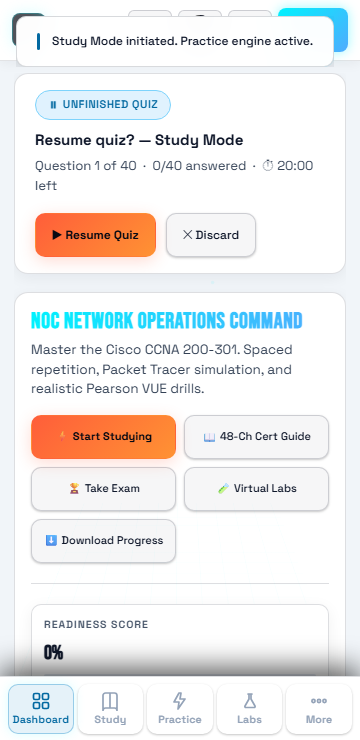 Study Mode initiated. Practice engine active.
⏸ UNFINISHED QUIZ
Resume quiz? — Study Mode
Question 1 of 40 · 0/40 answered · ⏱ 20:00
left
▶ Resume Quiz
✕ Discard
NOC NETWORK OPERATIONS COMMAND
Master the Cisco CCNA 200-301. Spaced
repetition, Packet Tracer simulation, and
realistic Pearson VUE drills.
Start Studying
📖 48-Ch Cert Guide
⏳ Take Exam
🧪 Virtual Labs
⬇️ Download Progress
READINESS SCORE
0%
Dashboard
Study
Practice
Labs
More